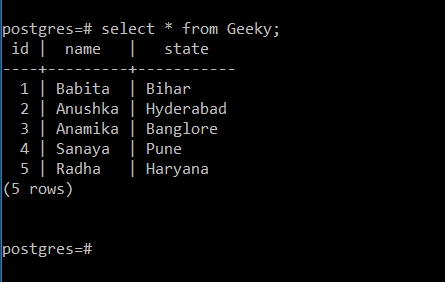 postgres=# select * from Geeky;
 id |  name   |   state
----+---------+-----------
  1 | Babita  | Bihar
  2 | Anushka | Hyderabad
  3 | Anamika | Banglore
  4 | Sanaya  | Pune
  5 | Radha   | Haryana
(5 rows)
postgres=#